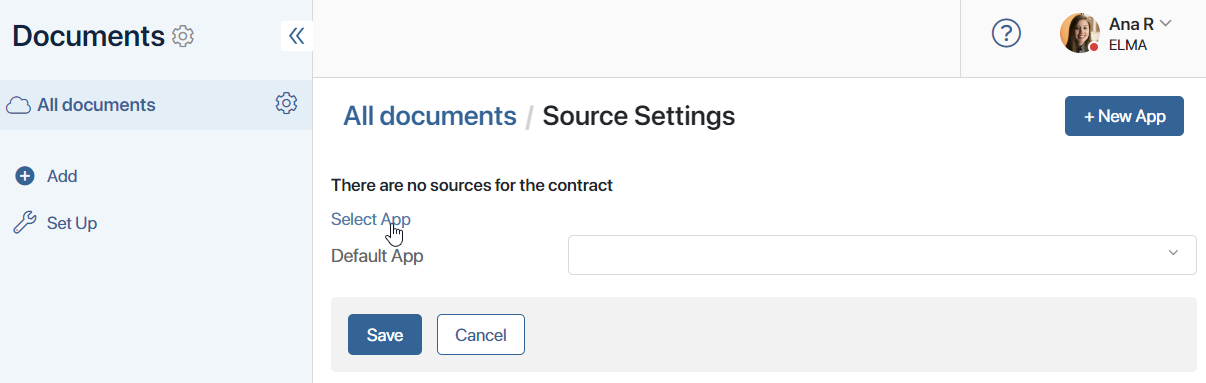 Documents
All documents
Add
Set Up
?
Ana R
ELMA
All documents / Source Settings
+ New App
There are no sources for the contract
Select App
Default App
Save
Cancel